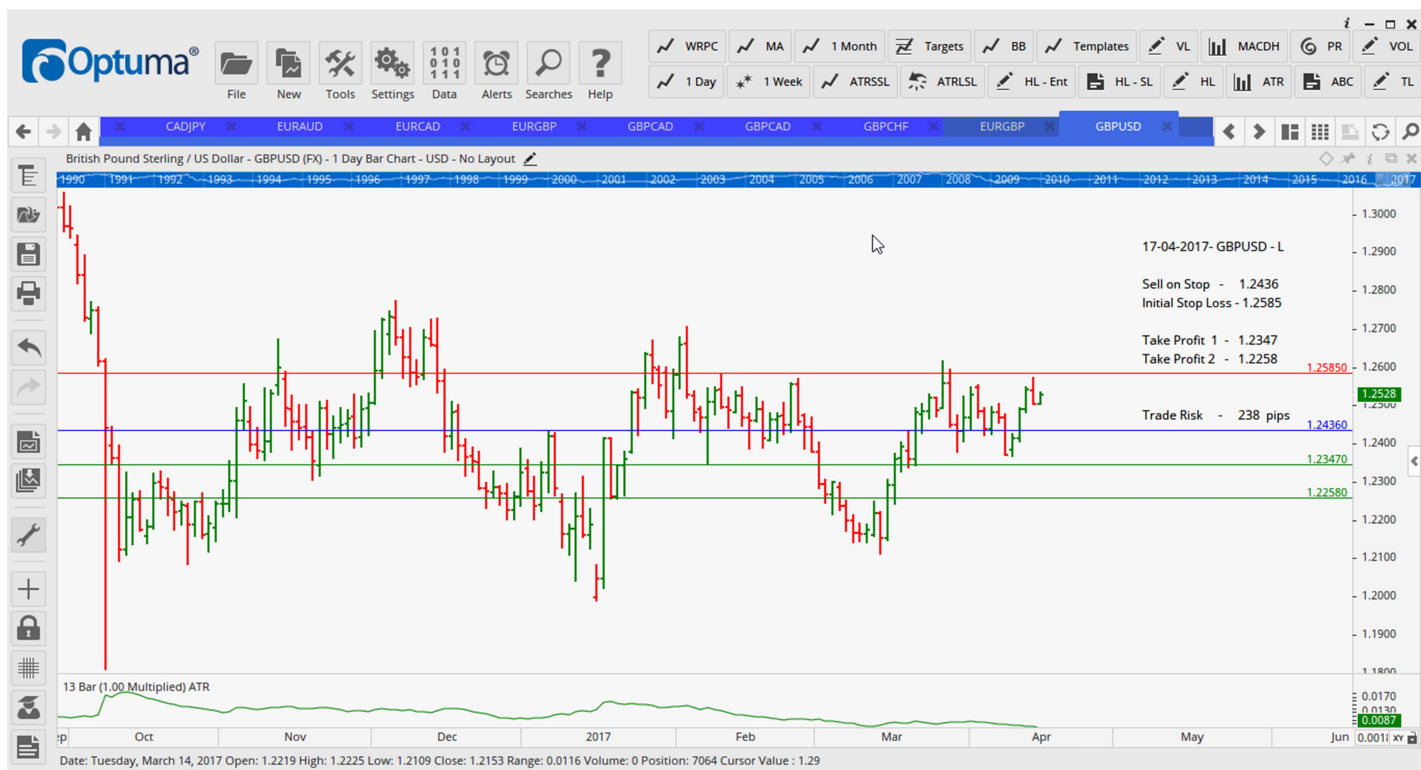 i
Optuma®
WRPC MA 1 Month Targets BB Templates VL MACDH PR VOL
1 Day 1 Week ATRSSL ATRLSL HL - Ent HL - SL HL ATR ABC TL
101
010
111
File New Tools Settings Data Alerts Searches Help
CADJPY EURAUD EURCAD EURGBP GBPCAD GBPCAD GBPCHF EURGBP GBPUSD
British Pound Sterling / US Dollar - GBPUSD (FX) - 1 Day Bar Chart - USD - No Layout
1990 1991 1992 1993 1994 1995 1996 1997 1998 1999 2000 2001 2002 2003 2004 2005 2006 2007 2008 2009 2010 2011 2012 2013 2014 2015 2016 2017
1.3000
17-04-2017- GBPUSD - L
1.2900
Sell on Stop - 1.2436
1.2800
Initial Stop Loss - 1.2585
1.2700
Take Profit 1 - 1.2347
Take Profit 2 - 1.2258
1.25850
1.2600
1.2528
1.2500
Trade Risk - 238 pips
1.24360
1.2400
1.23470
1.2300
1.22580
1.2200
1.2100
1.2000
1.1900
1.1800
13 Bar (1.00 Multiplied) ATR
0.0170
0.0130
0.0087
Oct Nov Dec 2017 Feb Mar Apr May Jun XY
Date: Tuesday, March 14, 2017 Open: 1.2219 High: 1.2225 Low: 1.2109 Close: 1.2153 Range: 0.0116 Volume: 0 Position: 7064 Cursor Value : 1.29